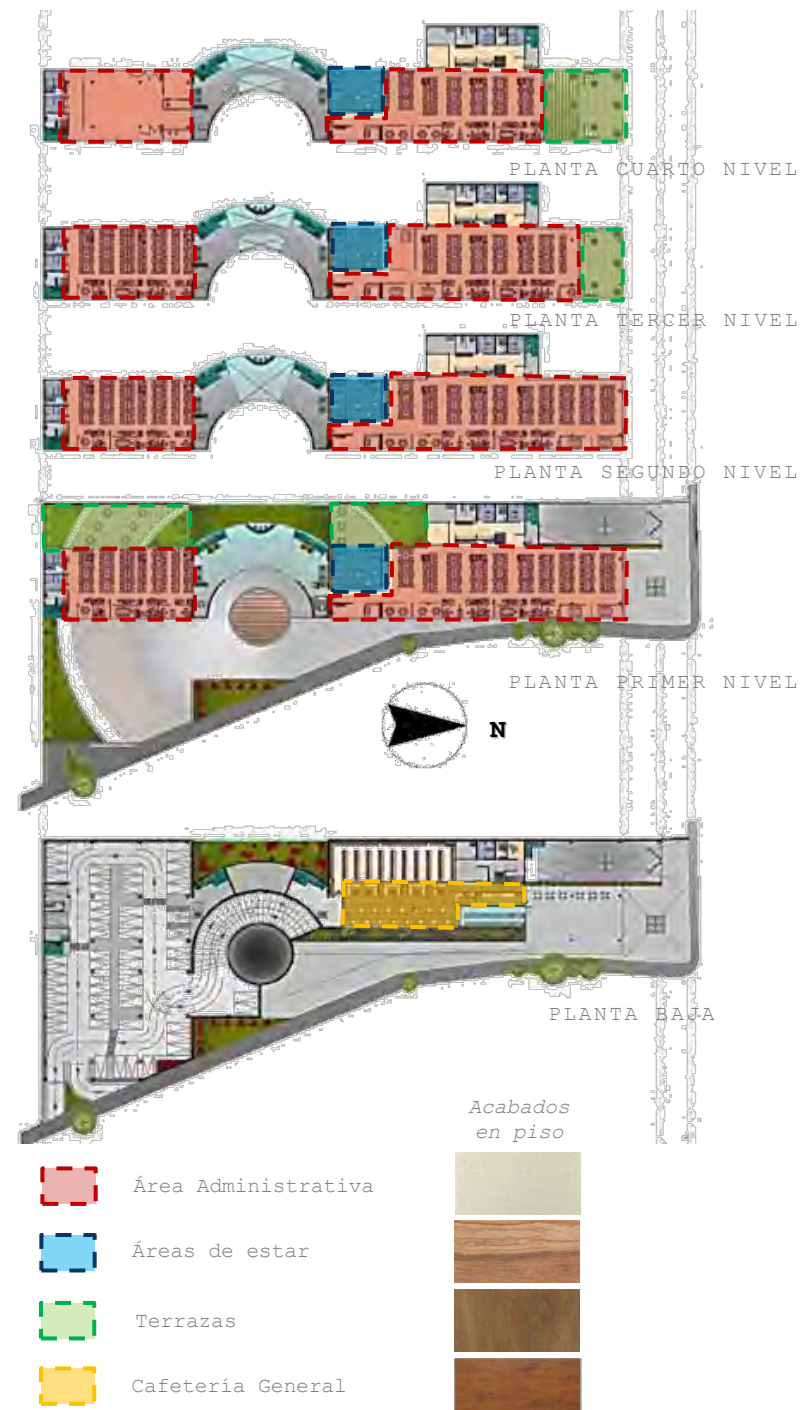 PLANTA CUARTO NIVEL
PLANTA TERCER NIVEL
PLANTA SEGUNDO NIVEL
PLANTA PRIMER NIVEL
N
PLANTA BAJA
Acabados
en piso
Área Administrativa
Áreas de estar
Terrazas
Cafetería General